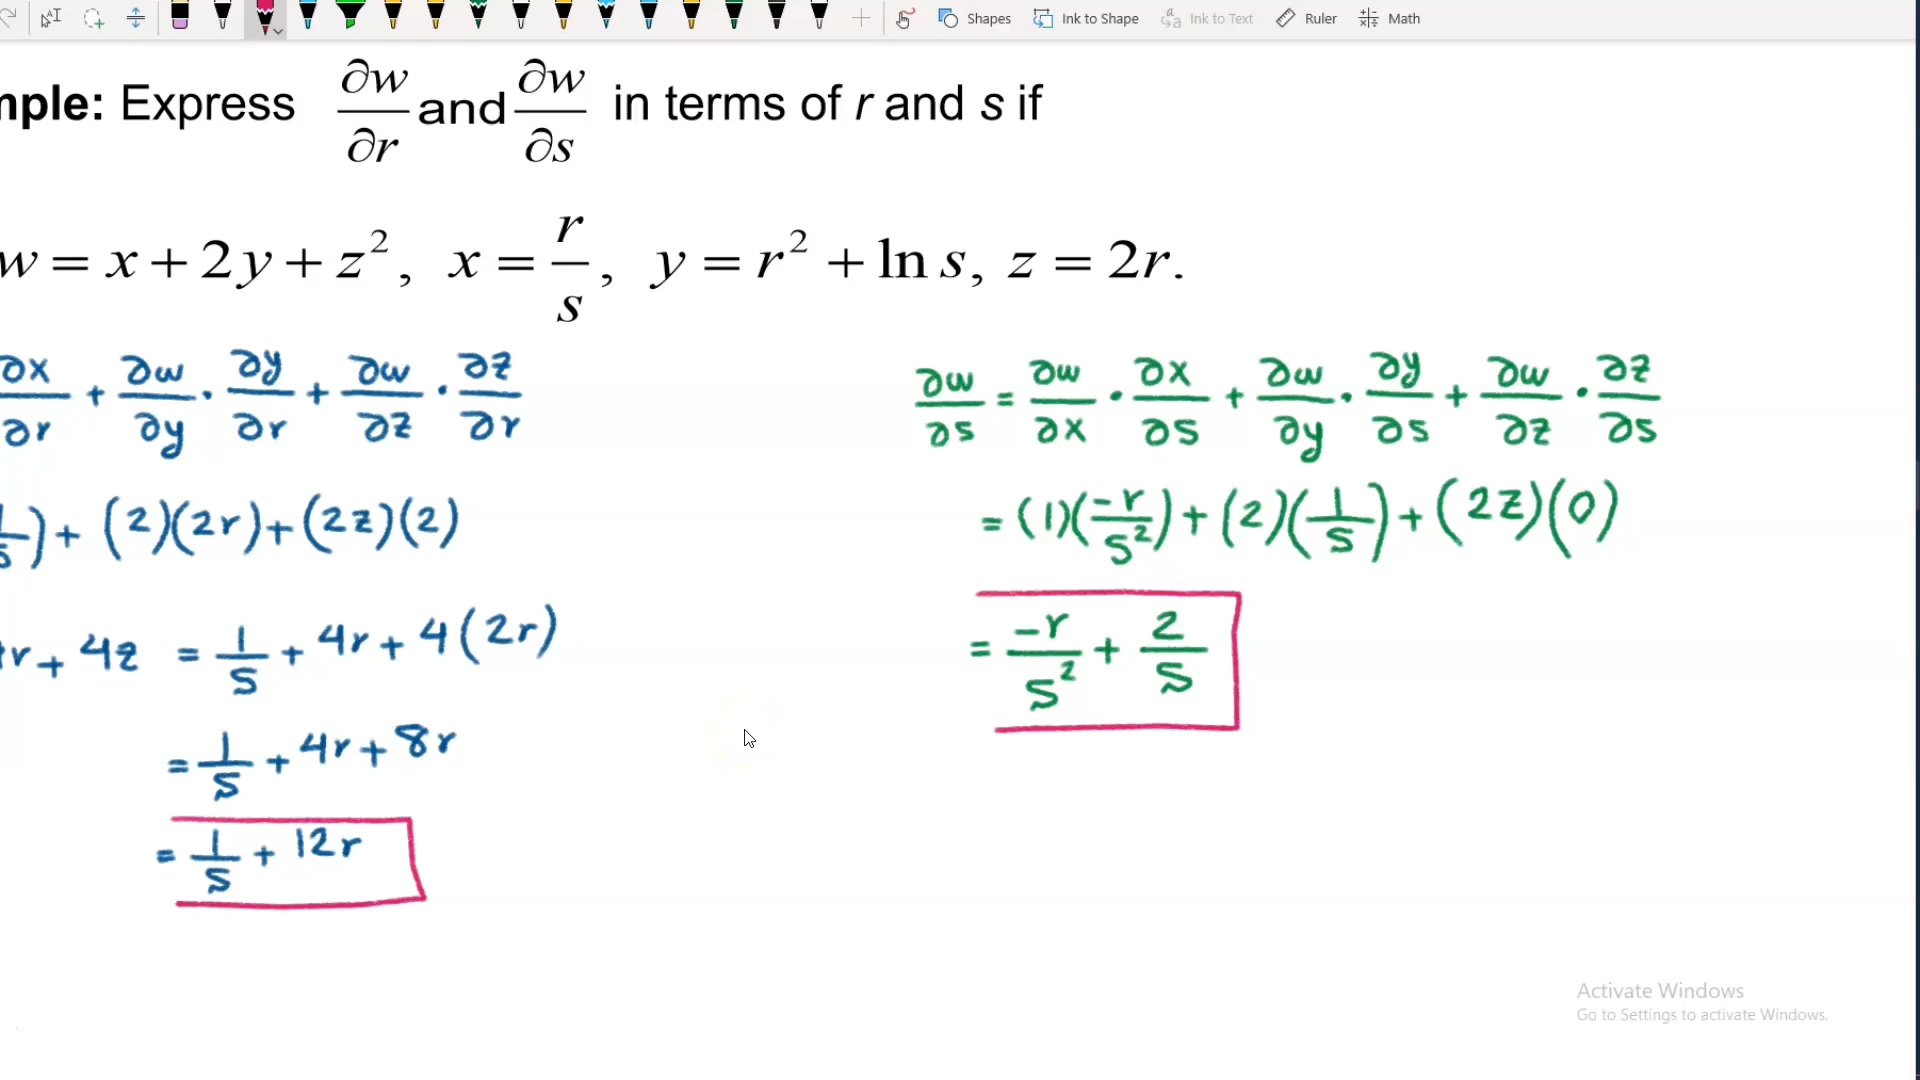 Shapes Ink to Shape Ink to Text Ruler Math
mple: Express ∂w/∂r and ∂w/∂s in terms of r and s if
w = x + 2y + z², x = r/s, y = r² + ln s, z = 2r.
∂x/∂r + ∂w/∂y · ∂y/∂r + ∂w/∂z · ∂z/∂r
/s) + (2)(2r) + (2z)(2)
r + 4z = 1/s + 4r + 4(2r)
= 1/s + 4r + 8r
= 1/s + 12r
∂w/∂s = ∂w/∂x · ∂x/∂s + ∂w/∂y · ∂y/∂s + ∂w/∂z · ∂z/∂s
= (1)(-r/s²) + (2)(1/s) + (2z)(0)
= -r/s² + 2/s
Activate Windows
Go to Settings to activate Windows.